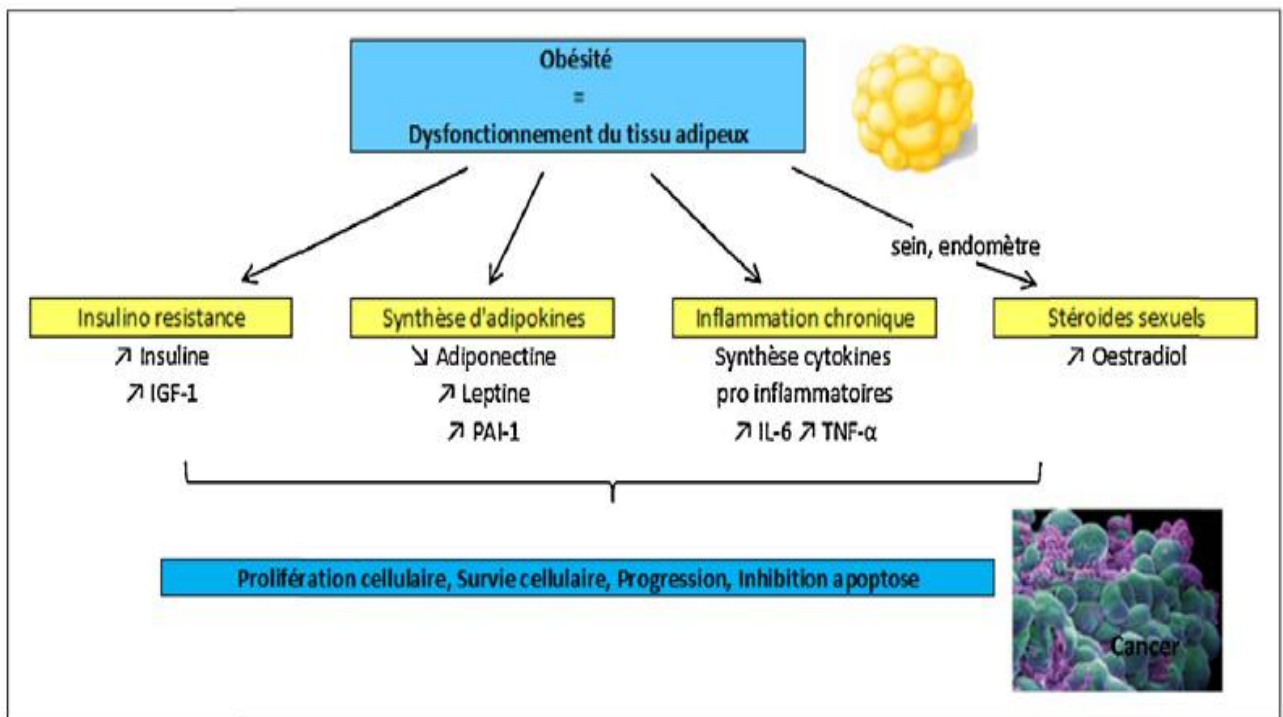 Obésité
=
Dysfonctionnement du tissu adipeux
sein, endomètre
Insulino resistance
↗ Insuline
↗ IGF-1
Synthèse d'adipokines
↘ Adiponectine
↗ Leptine
↗ PAI-1
Inflammation chronique
Synthèse cytokines
pro inflammatoires
↗ IL-6 ↗ TNF-α
Stéroides sexuels
↗ Oestradiol
Prolifération cellulaire, Survie cellulaire, Progression, Inhibition apoptose
Cancer